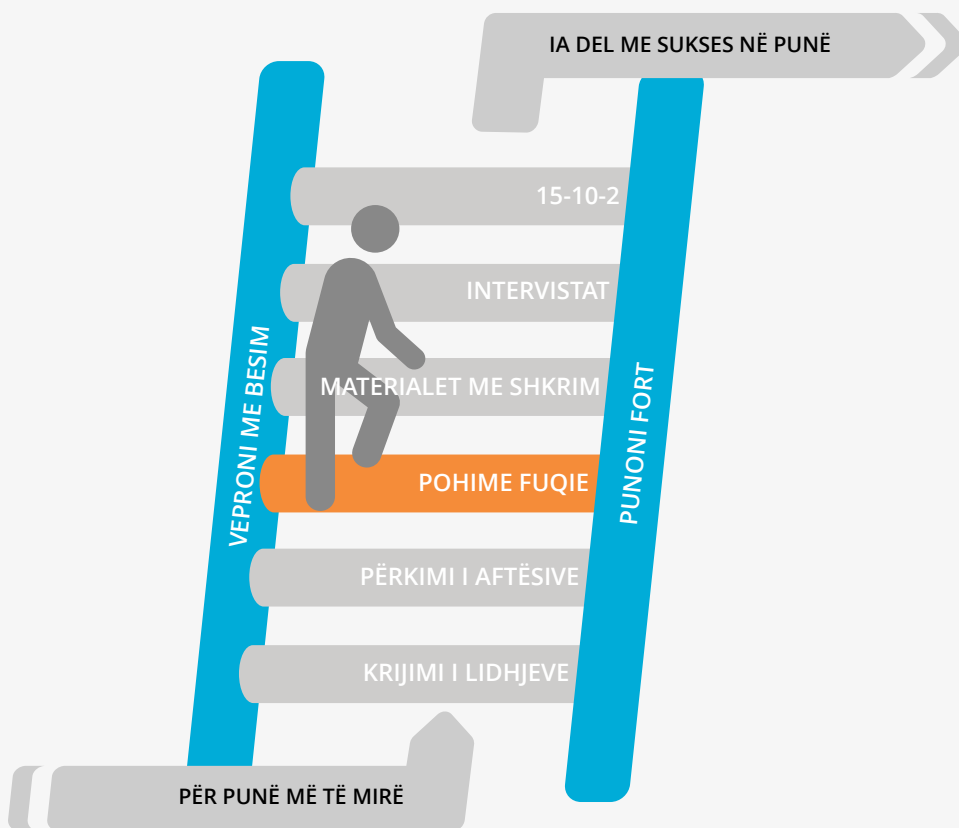 IA DEL ME SUKSES NË PUNË
15-10-2
INTERVISTAT
MATERIALET ME SHKRIM
POHIME FUQIE
PËRKIMI I AFTËSIVE
KRIJIMI I LIDHJEVE
VEPRONI ME BESIM
PUNONI FORT
PËR PUNË MË TË MIRË